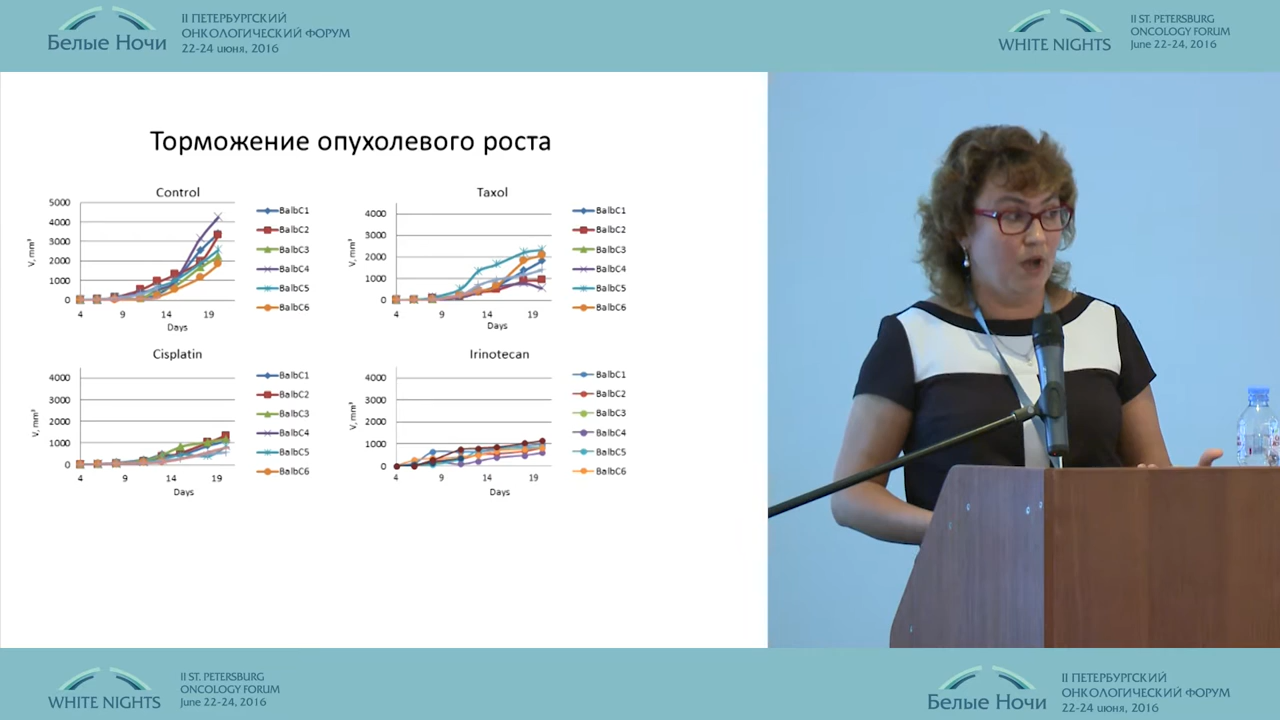 Белые Ночи
II ПЕТЕРБУРГСКИЙ
ОНКОЛОГИЧЕСКИЙ ФОРУМ
22-24 июня, 2016
WHITE NIGHTS
II ST. PETERSBURG
ONCOLOGY FORUM
June 22-24, 2016
Торможение опухолевого роста
Control
5000
4000
3000
2000
1000
0
V, mm³
4 9 14 19
Days
BalbC1
BalbC2
BalbC3
BalbC4
BalbC5
BalbC6
Taxol
4000
3000
2000
1000
0
V, mm³
4 9 14 19
Days
BalbC1
BalbC2
BalbC3
BalbC4
BalbC5
BalbC6
Cisplatin
4000
3000
2000
1000
0
V, mm³
4 9 14 19
Days
BalbC1
BalbC2
BalbC3
BalbC4
BalbC5
BalbC6
Irinotecan
4000
3000
2000
1000
0
V, mm³
4 9 14 19
Days
BalbC1
BalbC2
BalbC3
BalbC4
BalbC5
BalbC6
WHITE NIGHTS
II ST. PETERSBURG
ONCOLOGY FORUM
June 22-24, 2016
Белые Ночи
II ПЕТЕРБУРГСКИЙ
ОНКОЛОГИЧЕСКИЙ ФОРУМ
22-24 июня, 2016